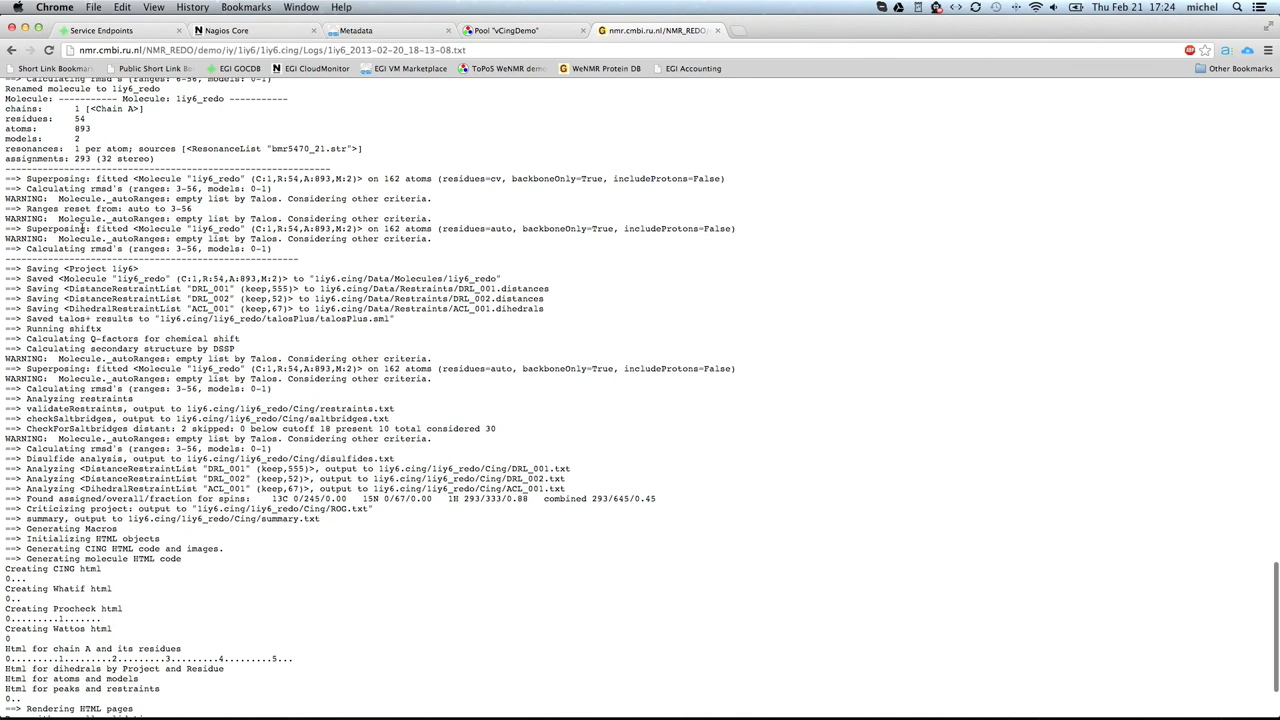 Chrome File Edit View History Bookmarks Window Help Thu Feb 21 17:24 michel
Service Endpoints Nagios Core Metadata Pool "vCingDemo" nmr.cmbi.ru.nl/NMR_REDO/
nmr.cmbi.ru.nl/NMR_REDO/demo/iy/1iy6/1iy6.cing/Logs/1iy6_2013-02-20_18-13-08.txt
Short Link Bookmar Public Short Link Bo EGI GOCDB EGI CloudMonitor EGI VM Marketplace ToPoS WeNMR demo WeNMR Protein DB EGI Accounting Other Bookmarks
==> Calculating rmsd's (ranges: 6-56, models: 0-1)
Renamed molecule to 1iy6_redo
Molecule: ----------- Molecule: 1iy6_redo -----------
chains: 1 [<Chain A>]
residues: 54
atoms: 893
models: 2
resonances: 1 per atom; sources [<ResonanceList "bmr5470_21.str">]
assignments: 293 (32 stereo)
-------------------------------------------------------------
==> Superposing: fitted <Molecule "1iy6_redo" (C:1,R:54,A:893,M:2)> on 162 atoms (residues=cv, backboneOnly=True, includeProtons=False)
==> Calculating rmsd's (ranges: 3-56, models: 0-1)
WARNING: Molecule._autoRanges: empty list by Talos. Considering other criteria.
==> Ranges reset from: auto to 3-56
WARNING: Molecule._autoRanges: empty list by Talos. Considering other criteria.
==> Superposing: fitted <Molecule "1iy6_redo" (C:1,R:54,A:893,M:2)> on 162 atoms (residues=auto, backboneOnly=True, includeProtons=False)
WARNING: Molecule._autoRanges: empty list by Talos. Considering other criteria.
==> Calculating rmsd's (ranges: 3-56, models: 0-1)
-------------------------------------------------------
==> Saving <Project 1iy6>
==> Saved <Molecule "1iy6_redo" (C:1,R:54,A:893,M:2)> to "1iy6.cing/Data/Molecules/1iy6_redo"
==> Saving <DistanceRestraintList "DRL_001" (keep,555)> to 1iy6.cing/Data/Restraints/DRL_001.distances
==> Saving <DistanceRestraintList "DRL_002" (keep,52)> to 1iy6.cing/Data/Restraints/DRL_002.distances
==> Saving <DihedralRestraintList "ACL_001" (keep,67)> to 1iy6.cing/Data/Restraints/ACL_001.dihedrals
==> Saved talos+ results to "1iy6.cing/1iy6_redo/talosPlus/talosPlus.sml"
==> Running shiftx
==> Calculating Q-factors for chemical shift
==> Calculating secondary structure by DSSP
WARNING: Molecule._autoRanges: empty list by Talos. Considering other criteria.
==> Superposing: fitted <Molecule "1iy6_redo" (C:1,R:54,A:893,M:2)> on 162 atoms (residues=auto, backboneOnly=True, includeProtons=False)
WARNING: Molecule._autoRanges: empty list by Talos. Considering other criteria.
==> Calculating rmsd's (ranges: 3-56, models: 0-1)
==> Analyzing restraints
==> validateRestraints, output to 1iy6.cing/1iy6_redo/Cing/restraints.txt
==> checkSaltbridges, output to 1iy6.cing/1iy6_redo/Cing/saltbridges.txt
==> CheckForSaltbridges distant: 2 skipped: 0 below cutoff 18 present 10 total considered 30
WARNING: Molecule._autoRanges: empty list by Talos. Considering other criteria.
==> Calculating rmsd's (ranges: 3-56, models: 0-1)
==> Disulfide analysis, output to 1iy6.cing/1iy6_redo/Cing/disulfides.txt
==> Analyzing <DistanceRestraintList "DRL_001" (keep,555)>, output to 1iy6.cing/1iy6_redo/Cing/DRL_001.txt
==> Analyzing <DistanceRestraintList "DRL_002" (keep,52)>, output to 1iy6.cing/1iy6_redo/Cing/DRL_002.txt
==> Analyzing <DihedralRestraintList "ACL_001" (keep,67)>, output to 1iy6.cing/1iy6_redo/Cing/ACL_001.txt
==> Found assigned/overall/fraction for spins: 13C 0/245/0.00 15N 0/67/0.00 1H 293/333/0.88 combined 293/645/0.45
==> Criticizing project: output to "1iy6.cing/1iy6_redo/Cing/ROG.txt"
==> summary, output to 1iy6.cing/1iy6_redo/Cing/summary.txt
==> Generating Macros
==> Initializing HTML objects
==> Generating CING HTML code and images.
==> Generating molecule HTML code
Creating CING html
0...
Creating Whatif html
0..
Creating Procheck html
0.........1.......
Creating Wattos html
0
Html for chain A and its residues
0.........1.........2.........3.........4.........5...
Html for dihedrals by Project and Residue
Html for atoms and models
Html for peaks and restraints
0..
==> Rendering HTML pages